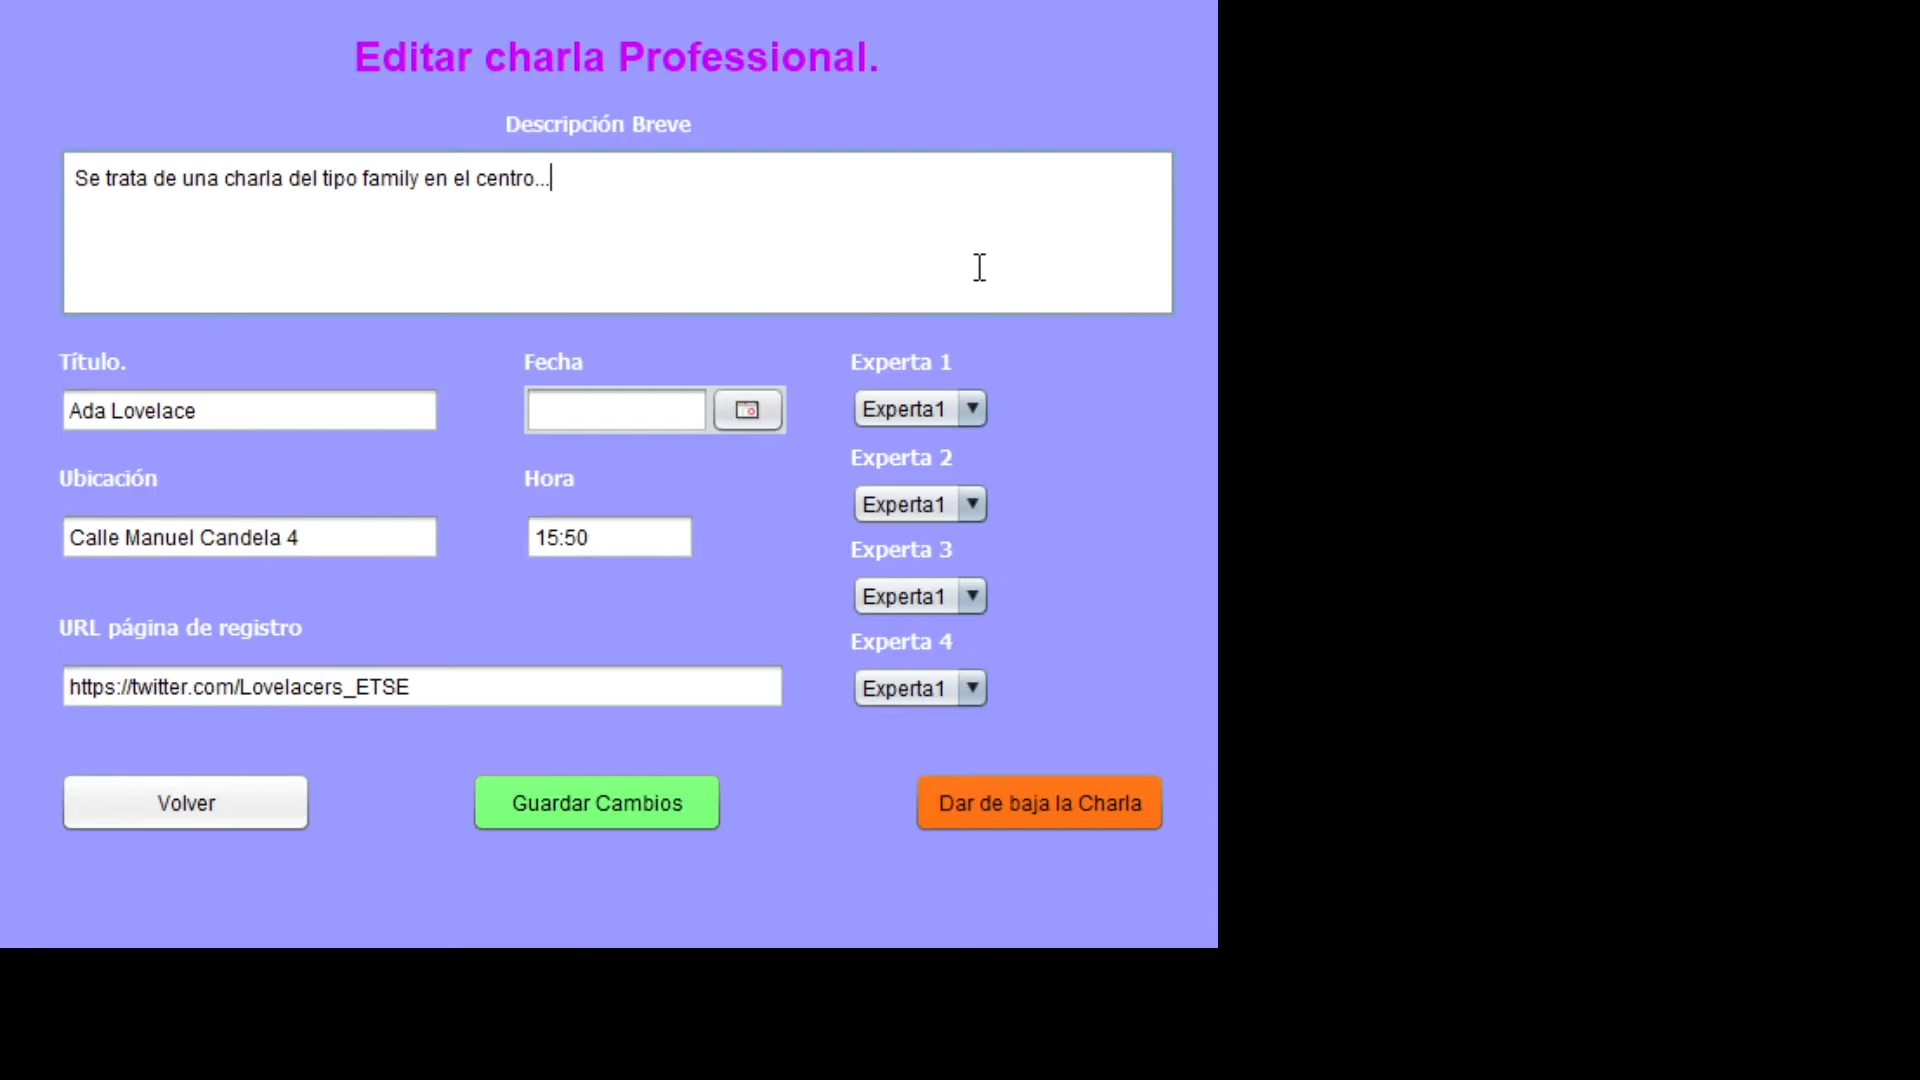 Editar charla Professional.
Descripción Breve
Se trata de una charla del tipo family en el centro...
Título.
Ada Lovelace
Fecha
Experta 1
Experta1
Ubicación
Calle Manuel Candela 4
Hora
15:50
Experta 2
Experta1
Experta 3
Experta1
URL página de registro
https://twitter.com/Lovelacers_ETSE
Experta 4
Experta1
Volver
Guardar Cambios
Dar de baja la Charla